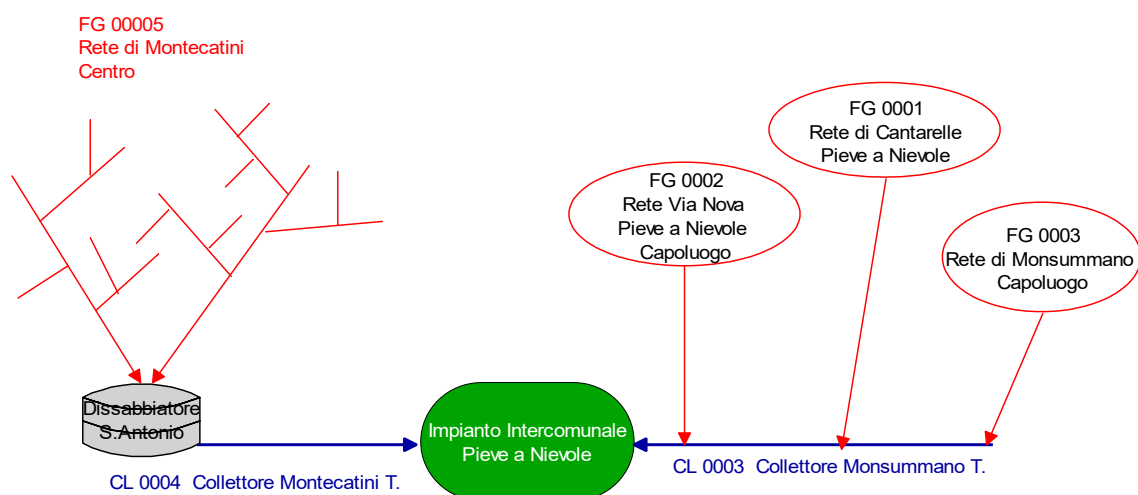 FG 00005
Rete di Montecatini
Centro
FG 0001
Rete di Cantarelle
Pieve a Nievole
FG 0002
Rete Via Nova
Pieve a Nievole
Capoluogo
FG 0003
Rete di Monsummano
Capoluogo
Dissabbiatore
S.Antonio
Impianto Intercomunale
Pieve a Nievole
CL 0004  Collettore Montecatini T.
CL 0003  Collettore Monsummano T.